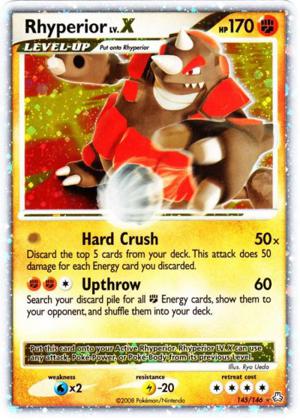 Rhyperior LV.X
HP 170
LEVEL-UP Put onto Rhyperior
Hard Crush 50x
Discard the top 5 cards from your deck. This attack does 50
damage for each Energy card you discarded.
Upthrow 60
Search your discard pile for all Energy cards, show them to your
opponent, and shuffle them into your deck.
Put this card onto your Active Rhyperior. Rhyperior LV.X can use
any attack, Poké-Power, or Poké-Body from its previous Level.
Illus. Ryo Ueda
weakness resistance retreat cost
x2 -20
©2008 Pokémon/Nintendo 145/146